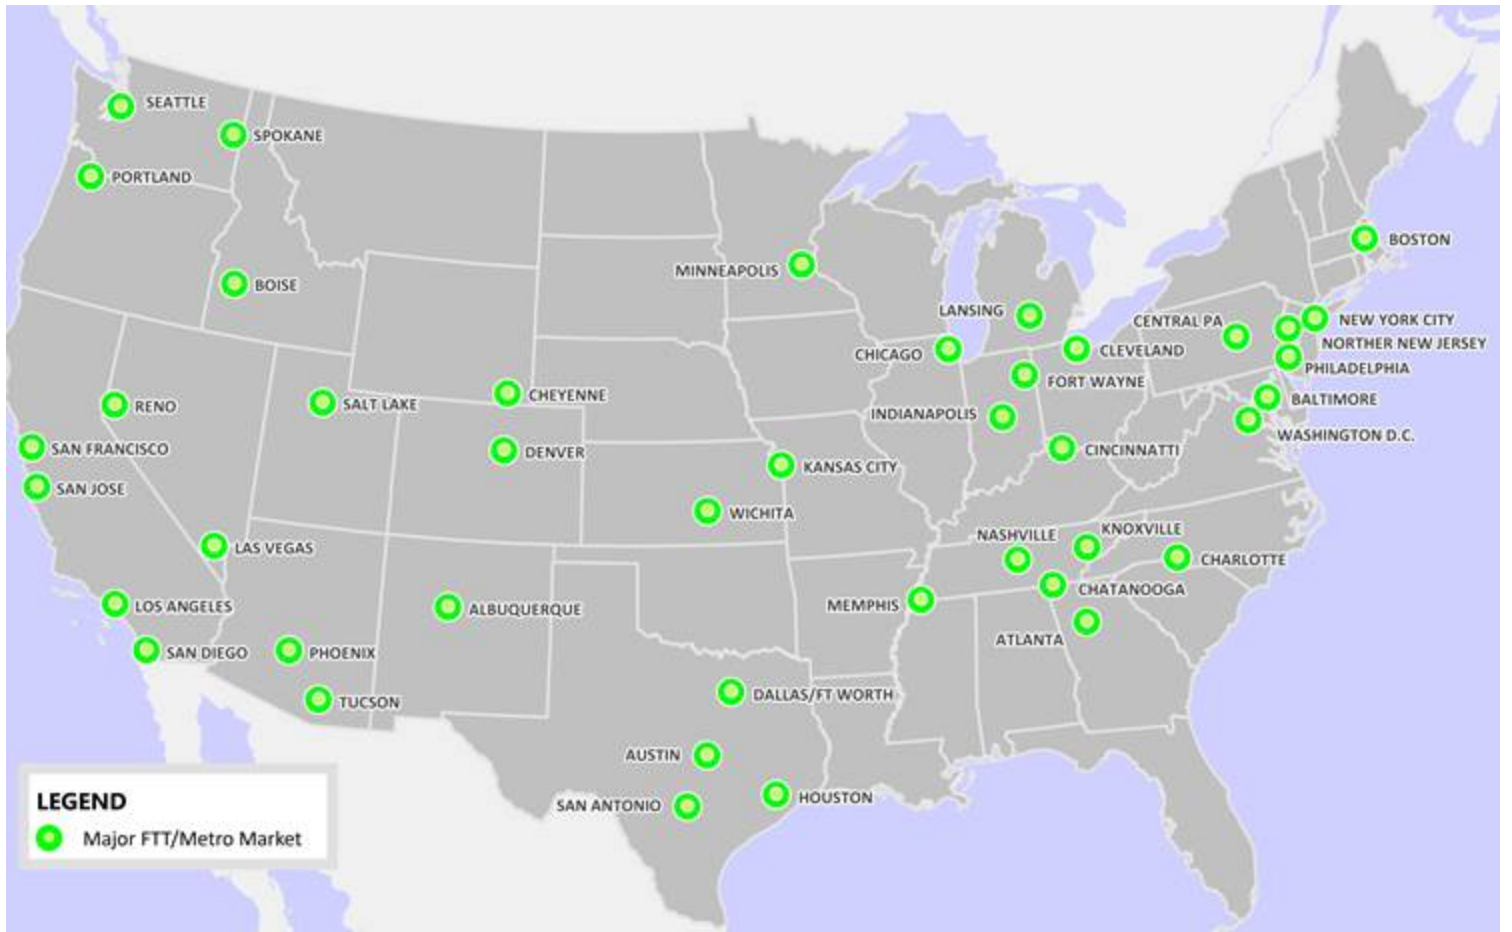 SEATTLE
SPOKANE
PORTLAND
BOSTON
MINNEAPOLIS
BOISE
LANSING
CENTRAL PA
NEW YORK CITY
NORTHER NEW JERSEY
CHICAGO
CLEVELAND
PHILADELPHIA
FORT WAYNE
CHEYENNE
BALTIMORE
RENO
SALT LAKE
INDIANAPOLIS
WASHINGTON D.C.
SAN FRANCISCO
DENVER
CINCINNATTI
KANSAS CITY
SAN JOSE
WICHITA
KNOXVILLE
NASHVILLE
LAS VEGAS
CHARLOTTE
CHATANOOGA
LOS ANGELES
ALBUQUERQUE
MEMPHIS
ATLANTA
SAN DIEGO
PHOENIX
DALLAS/FT WORTH
TUCSON
AUSTIN
HOUSTON
SAN ANTONIO
LEGEND
Major FTT/Metro Market